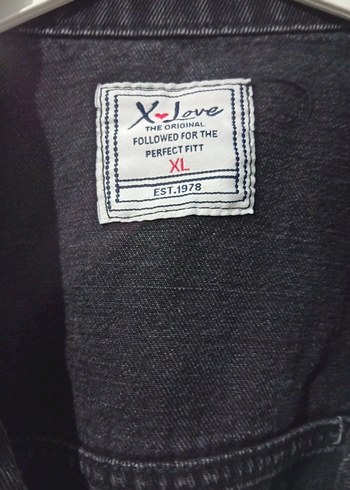 X Love
THE ORIGINAL
FOLLOWED FOR THE
PERFECT FITT
XL
EST.1978